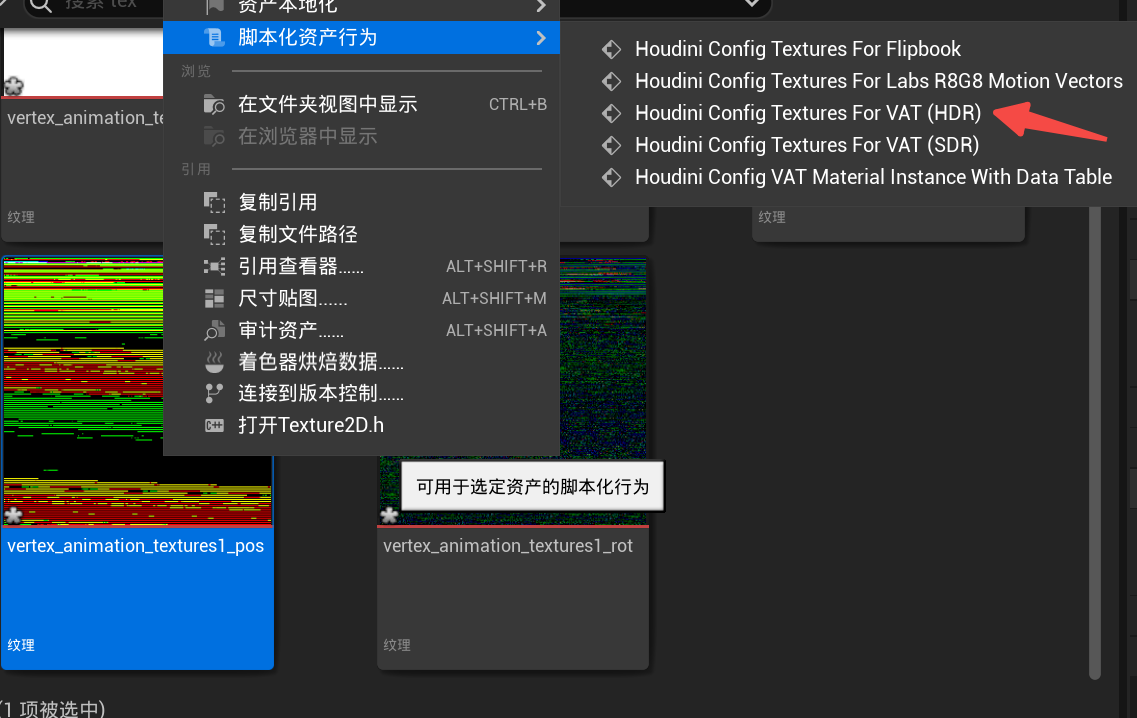 搜索 tex
资产本地化
脚本化资产行为
Houdini Config Textures For Flipbook
Houdini Config Textures For Labs R8G8 Motion Vectors
Houdini Config Textures For VAT (HDR)
Houdini Config Textures For VAT (SDR)
Houdini Config VAT Material Instance With Data Table
浏览
在文件夹视图中显示 CTRL+B
在浏览器中显示
引用
复制引用
复制文件路径
引用查看器...... ALT+SHIFT+R
尺寸贴图...... ALT+SHIFT+M
审计资产...... ALT+SHIFT+A
着色器烘焙数据......
连接到版本控制......
打开Texture2D.h
可用于选定资产的脚本化行为
vertex_animation_te
纹理
纹理
vertex_animation_textures1_pos
纹理
vertex_animation_textures1_rot
纹理
(1 项被选中)